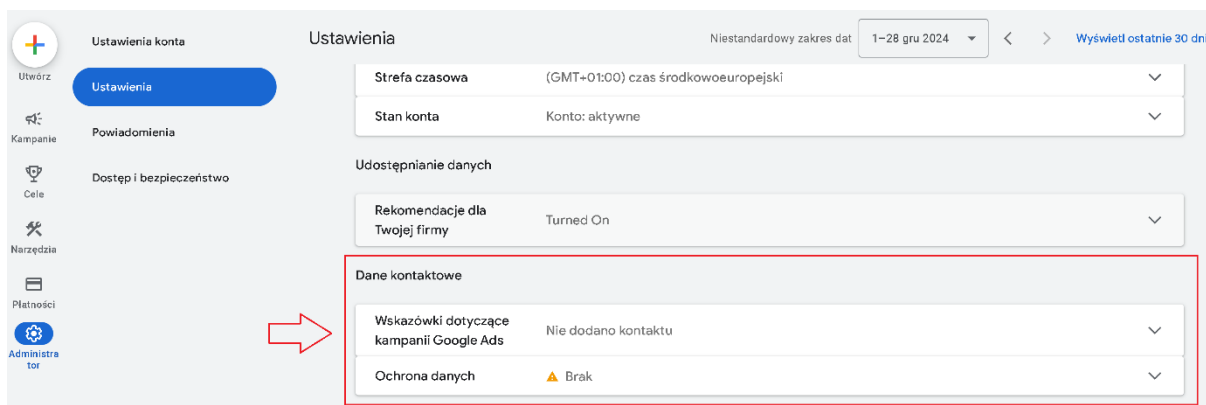 Utwórz
Kampanie
Cele
Narzędzia
Płatności
Administra
tor
Ustawienia konta
Ustawienia
Powiadomienia
Dostęp i bezpieczeństwo
Ustawienia
Niestandardowy zakres dat
1–28 gru 2024
Wyświetl ostatnie 30 dni
Strefa czasowa
(GMT+01:00) czas środkowoeuropejski
Stan konta
Konto: aktywne
Udostępnianie danych
Rekomendacje dla
Twojej firmy
Turned On
Dane kontaktowe
Wskazówki dotyczące
kampanii Google Ads
Nie dodano kontaktu
Ochrona danych
Brak